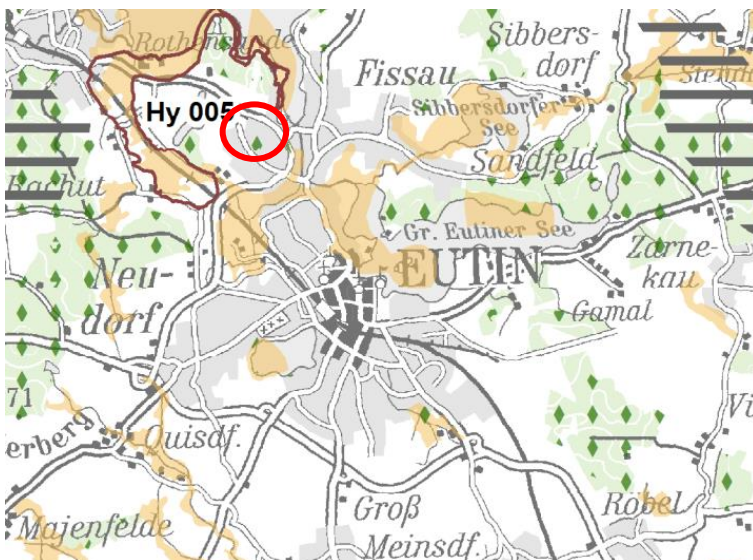 Rothensande
Sibbers-
dorf
Fissau
Hy 005
Sibbersdorfer
See
Sandfeld
Gr. Eutiner See
EUTIN
Neu-
dorf
Zarne-
kau
Gamal
71
erberg
Quisdf.
Groß
Meinsdf.
Röbel
Majenfelde